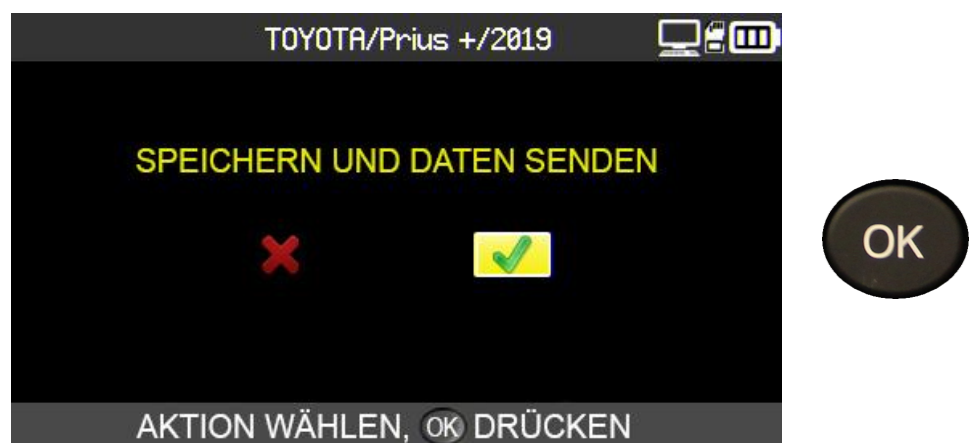 TOYOTA/Prius +/2019
SPEICHERN UND DATEN SENDEN
OK
AKTION WÄHLEN, OK DRÜCKEN